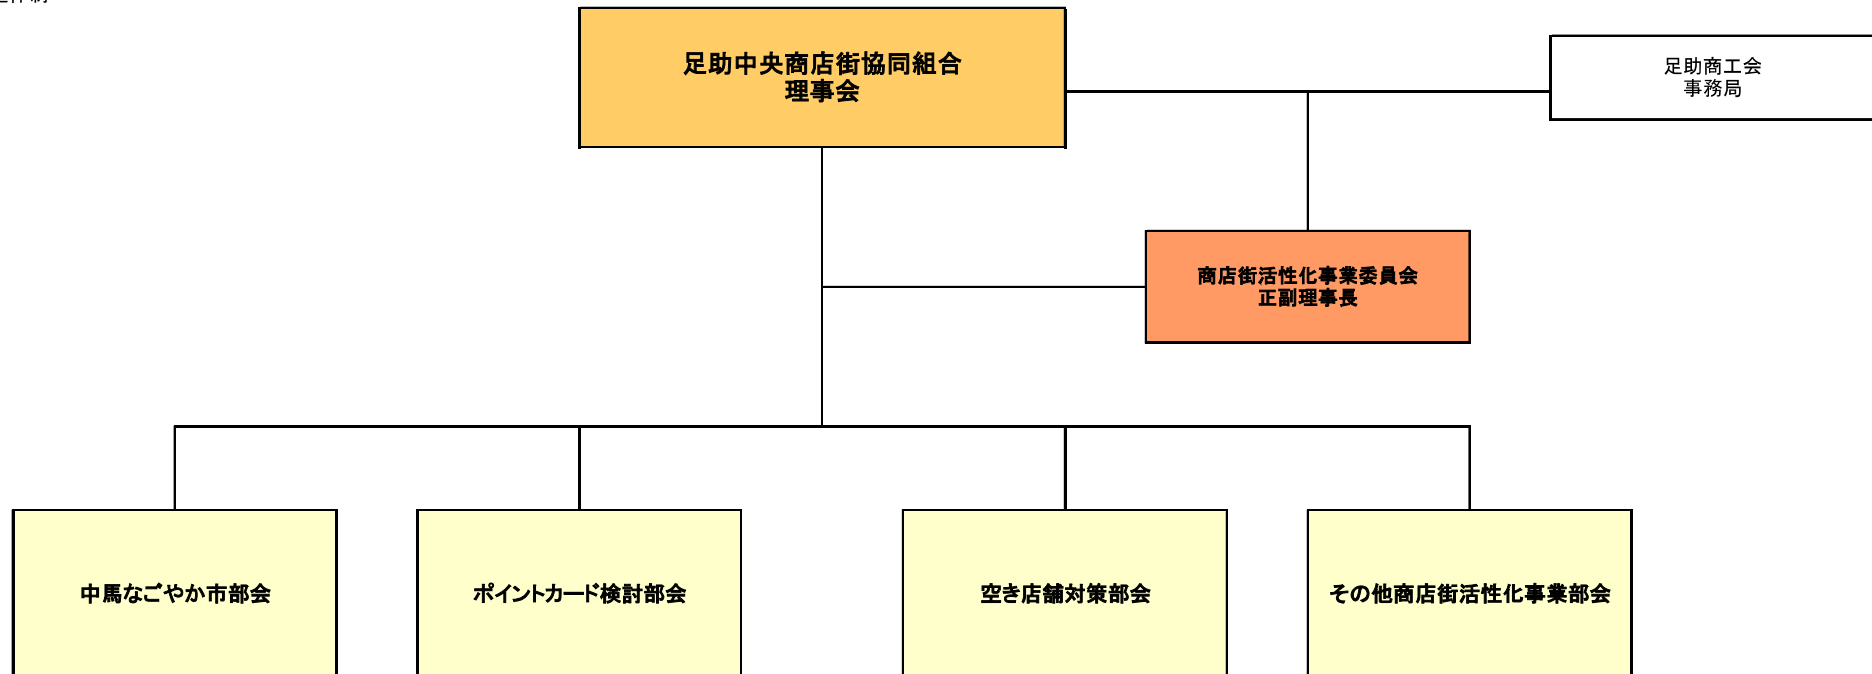 足助中央商店街協同組合
理事会
足助商工会
事務局
商店街活性化事業委員会
正副理事長
中馬なごやか市部会
ポイントカード検討部会
空き店舗対策部会
その他商店街活性化事業部会